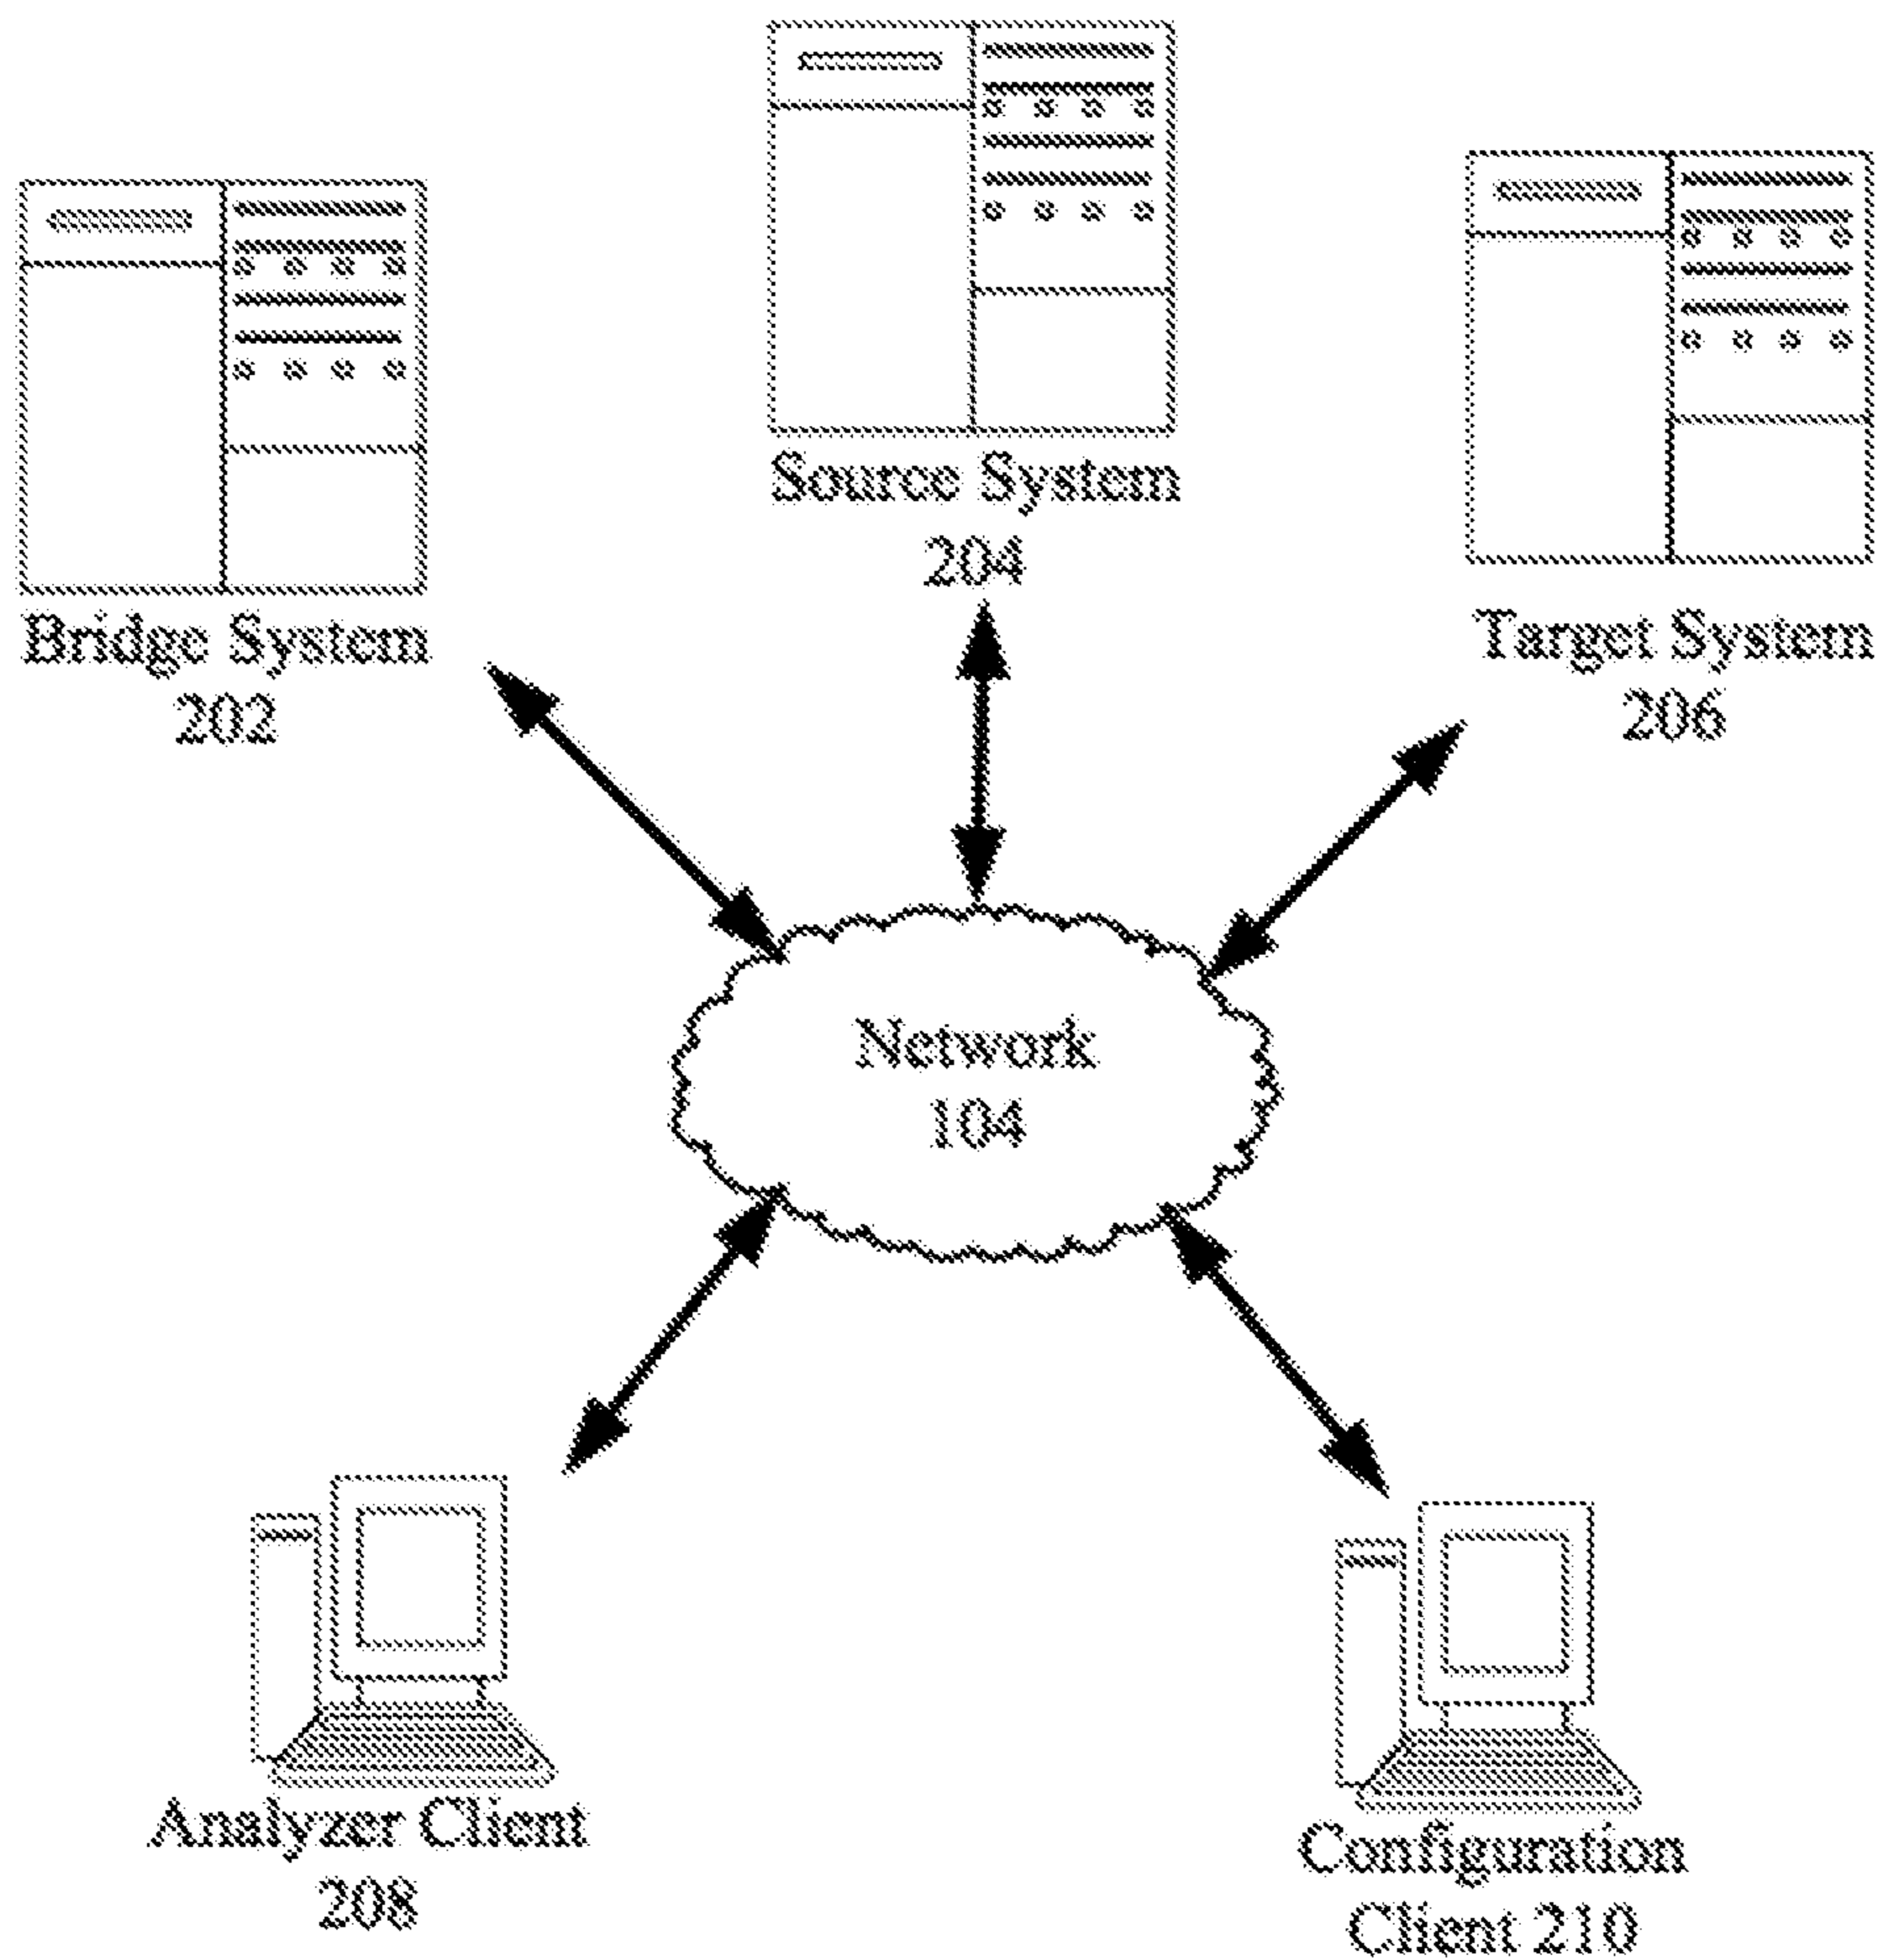 Source System
204
Bridge System
202
Target System
206
Network
104
Analyzer Client
208
Configuration
Client 210